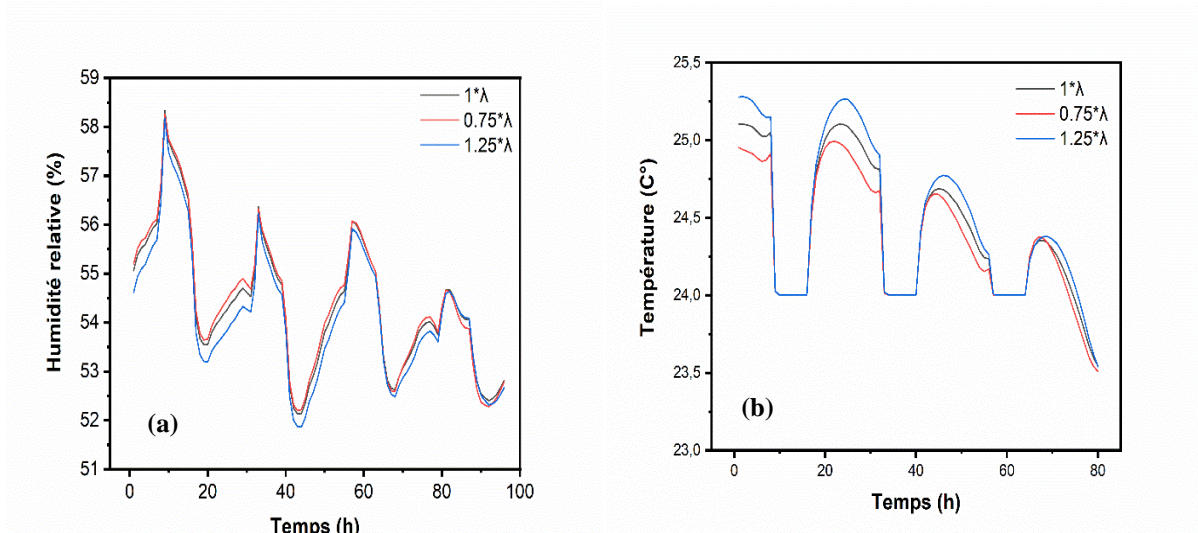 59
58
57
56
55
54
53
52
51
Humidité relative (%)
1*λ
0.75*λ
1.25*λ
(a)
0
20
40
60
80
100
Temps (h)
25,5
25,0
24,5
24,0
23,5
23,0
Température (C°)
1*λ
0.75*λ
1.25*λ
(b)
0
20
40
60
80
Temps (h)